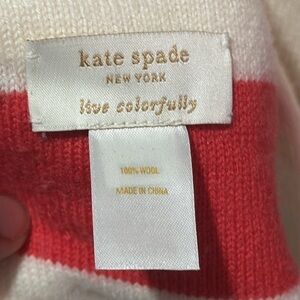 kate spade
NEW YORK
live colorfully
100% WOOL
MADE IN CHINA